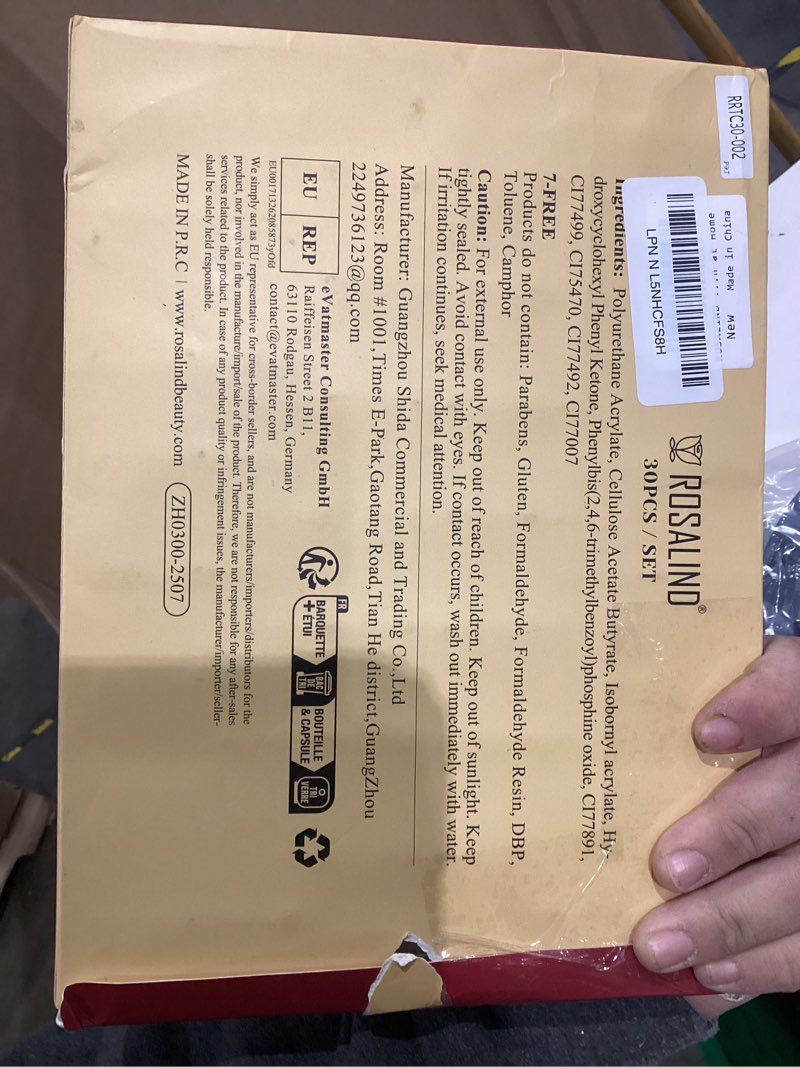 RRTC30-002
New
Made in China
LPN N L5NHCFS8H
ROSALIND®
30PCS / SET
Ingredients: Polyurethane Acrylate, Cellulose Acetate Butyrate, Isobornyl acrylate, Hy-
droxycyclohexyl Phenyl Ketone, Phenylbis(2,4,6-trimethylbenzoyl)phosphine oxide, CI77891,
CI77499, CI75470, CI77492, CI77007
7-FREE
Products do not contain: Parabens, Gluten, Formaldehyde, Formaldehyde Resin, DBP,
Toluene, Camphor
Caution: For external use only. Keep out of reach of children. Keep out of sunlight. Keep
tightly sealed. Avoid contact with eyes. If contact occurs, wash out immediately with water.
If irritation continues, seek medical attention.
Manufacturer: Guangzhou Shida Commercial and Trading Co.,Ltd
Address: Room #1001,Times E-Park,Gaotang Road,Tian He district,GuangZhou
2249736123@qq.com
EU REP
eVatmaster Consulting GmbH
Raiffeisen Street 2 B11,
63110 Rodgau, Hessen, Germany
contact@evatmaster.com
EU001713262085873yOfd
FR
BARQUETTE
+ ÉTUI
BAC
DE
TRI
BOUTEILLE
& CAPSULE
TRI
VERRE
We simply act as EU representative for cross-border sellers, and are not manufacturers/importers/distributors for the
product, nor involved in the manufacture/import/sale of the product. Therefore, we are not responsible for any after-sales
services related to the product. In case of any product quality or infringement issues, the manufacturer/importer/seller-
shall be solely held responsible.
MADE IN P.R.C | www.rosalindbeauty.com
ZH0300-2507